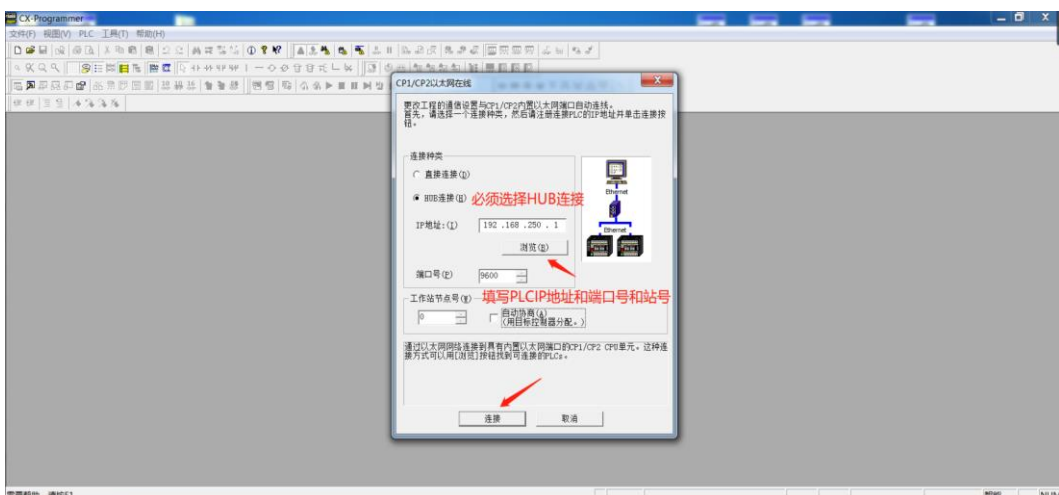 CX-Programmer
文件(F) 视图(V) PLC 工具(T) 帮助(H)
CP1/CP2以太网在线
更改工程的通信设置与CP1/CP2内置以太网端口自动连线。
首先，请选择一个连接种类，然后请注册连接PLC的IP地址并单击连接按
钮。
连接种类
直接连接(D)
HUB连接(H) 必须选择HUB连接
IP地址:(I) 192 .168 .250 . 1
浏览(B)
Ethernet
Ethernet
端口号(P) 9600
填写PLCIP地址和端口号和站号
工作站节点号(W)
0
自动协商(A)
(用目标控制器分配。)
通过以太网网络连接到具有内置以太网端口的CP1/CP2 CPU单元。这种连
接方式可以用[浏览]按钮找到可连接的PLCs。
连接 取消